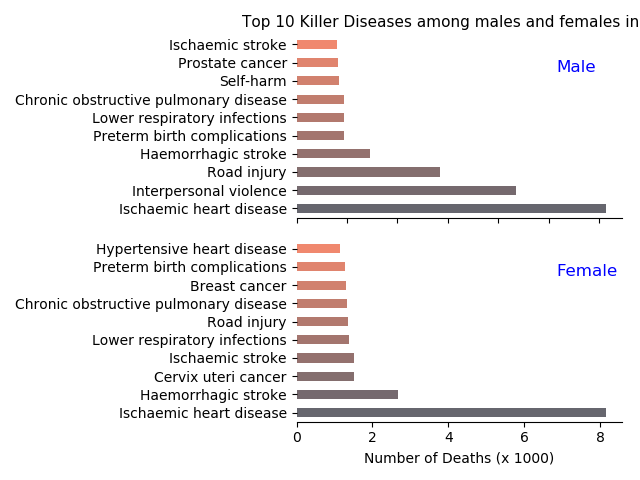 Top 10 Killer Diseases among males and females in
Ischaemic stroke
Prostate cancer
Self-harm
Chronic obstructive pulmonary disease
Lower respiratory infections
Preterm birth complications
Haemorrhagic stroke
Road injury
Interpersonal violence
Ischaemic heart disease
Male
Hypertensive heart disease
Preterm birth complications
Breast cancer
Chronic obstructive pulmonary disease
Road injury
Lower respiratory infections
Ischaemic stroke
Cervix uteri cancer
Haemorrhagic stroke
Ischaemic heart disease
Female
0 2 4 6 8
Number of Deaths (x 1000)